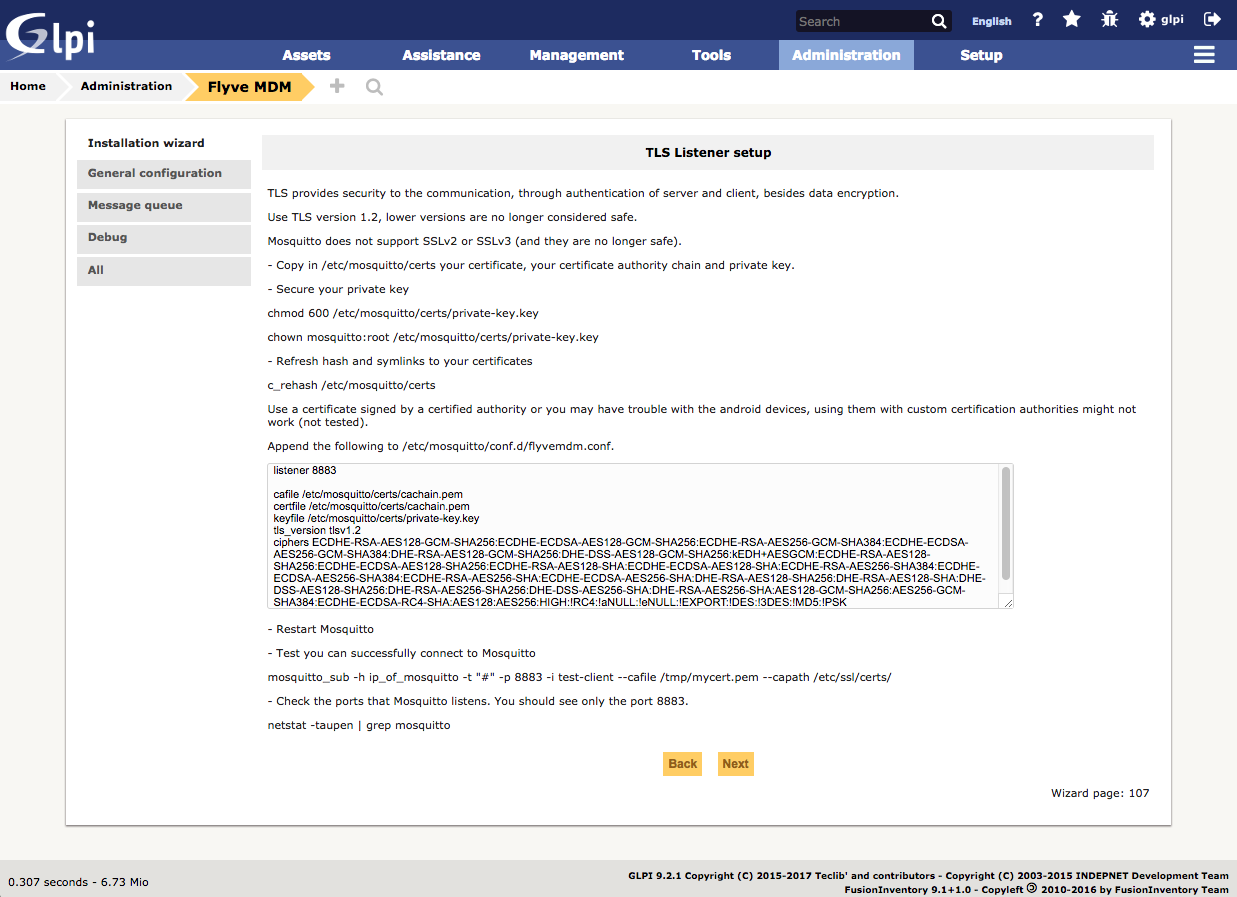 Glpi
Search
English
?
glpi
Assets
Assistance
Management
Tools
Administration
Setup
Home
Administration
Flyve MDM
Installation wizard
General configuration
Message queue
Debug
All
TLS Listener setup
TLS provides security to the communication, through authentication of server and client, besides data encryption.
Use TLS version 1.2, lower versions are no longer considered safe.
Mosquitto does not support SSLv2 or SSLv3 (and they are no longer safe).
- Copy in /etc/mosquitto/certs your certificate, your certificate authority chain and private key.
- Secure your private key
chmod 600 /etc/mosquitto/certs/private-key.key
chown mosquitto:root /etc/mosquitto/certs/private-key.key
- Refresh hash and symlinks to your certificates
c_rehash /etc/mosquitto/certs
Use a certificate signed by a certified authority or you may have trouble with the android devices, using them with custom certification authorities might not
work (not tested).
Append the following to /etc/mosquitto/conf.d/flyvemdm.conf.
listener 8883
cafile /etc/mosquitto/certs/cachain.pem
certfile /etc/mosquitto/certs/cachain.pem
keyfile /etc/mosquitto/certs/private-key.key
tls_version tlsv1.2
ciphers ECDHE-RSA-AES128-GCM-SHA256:ECDHE-ECDSA-AES128-GCM-SHA256:ECDHE-RSA-AES256-GCM-SHA384:ECDHE-ECDSA-
AES256-GCM-SHA384:DHE-RSA-AES128-GCM-SHA256:DHE-DSS-AES128-GCM-SHA256:kEDH+AESGCM:ECDHE-RSA-AES128-
SHA256:ECDHE-ECDSA-AES128-SHA256:ECDHE-RSA-AES128-SHA:ECDHE-ECDSA-AES128-SHA:ECDHE-RSA-AES256-SHA384:ECDHE-
ECDSA-AES256-SHA384:ECDHE-RSA-AES256-SHA:ECDHE-ECDSA-AES256-SHA:DHE-RSA-AES128-SHA256:DHE-RSA-AES128-SHA:DHE-
DSS-AES128-SHA256:DHE-RSA-AES256-SHA256:DHE-DSS-AES256-SHA:DHE-RSA-AES256-SHA:AES128-GCM-SHA256:AES256-GCM-
SHA384:ECDHE-ECDSA-RC4-SHA:AES128:AES256:HIGH:!RC4:!aNULL:!eNULL:!EXPORT:!DES:!3DES:!MD5:!PSK
- Restart Mosquitto
- Test you can successfully connect to Mosquitto
mosquitto_sub -h ip_of_mosquitto -t "#" -p 8883 -i test-client --cafile /tmp/mycert.pem --capath /etc/ssl/certs/
- Check the ports that Mosquitto listens. You should see only the port 8883.
netstat -taupen | grep mosquitto
Back
Next
Wizard page: 107
0.307 seconds - 6.73 Mio
GLPI 9.2.1 Copyright (C) 2015-2017 Teclib' and contributors - Copyright (C) 2003-2015 INDEPNET Development Team
FusionInventory 9.1+1.0 - Copyleft 🄯 2010-2016 by FusionInventory Team